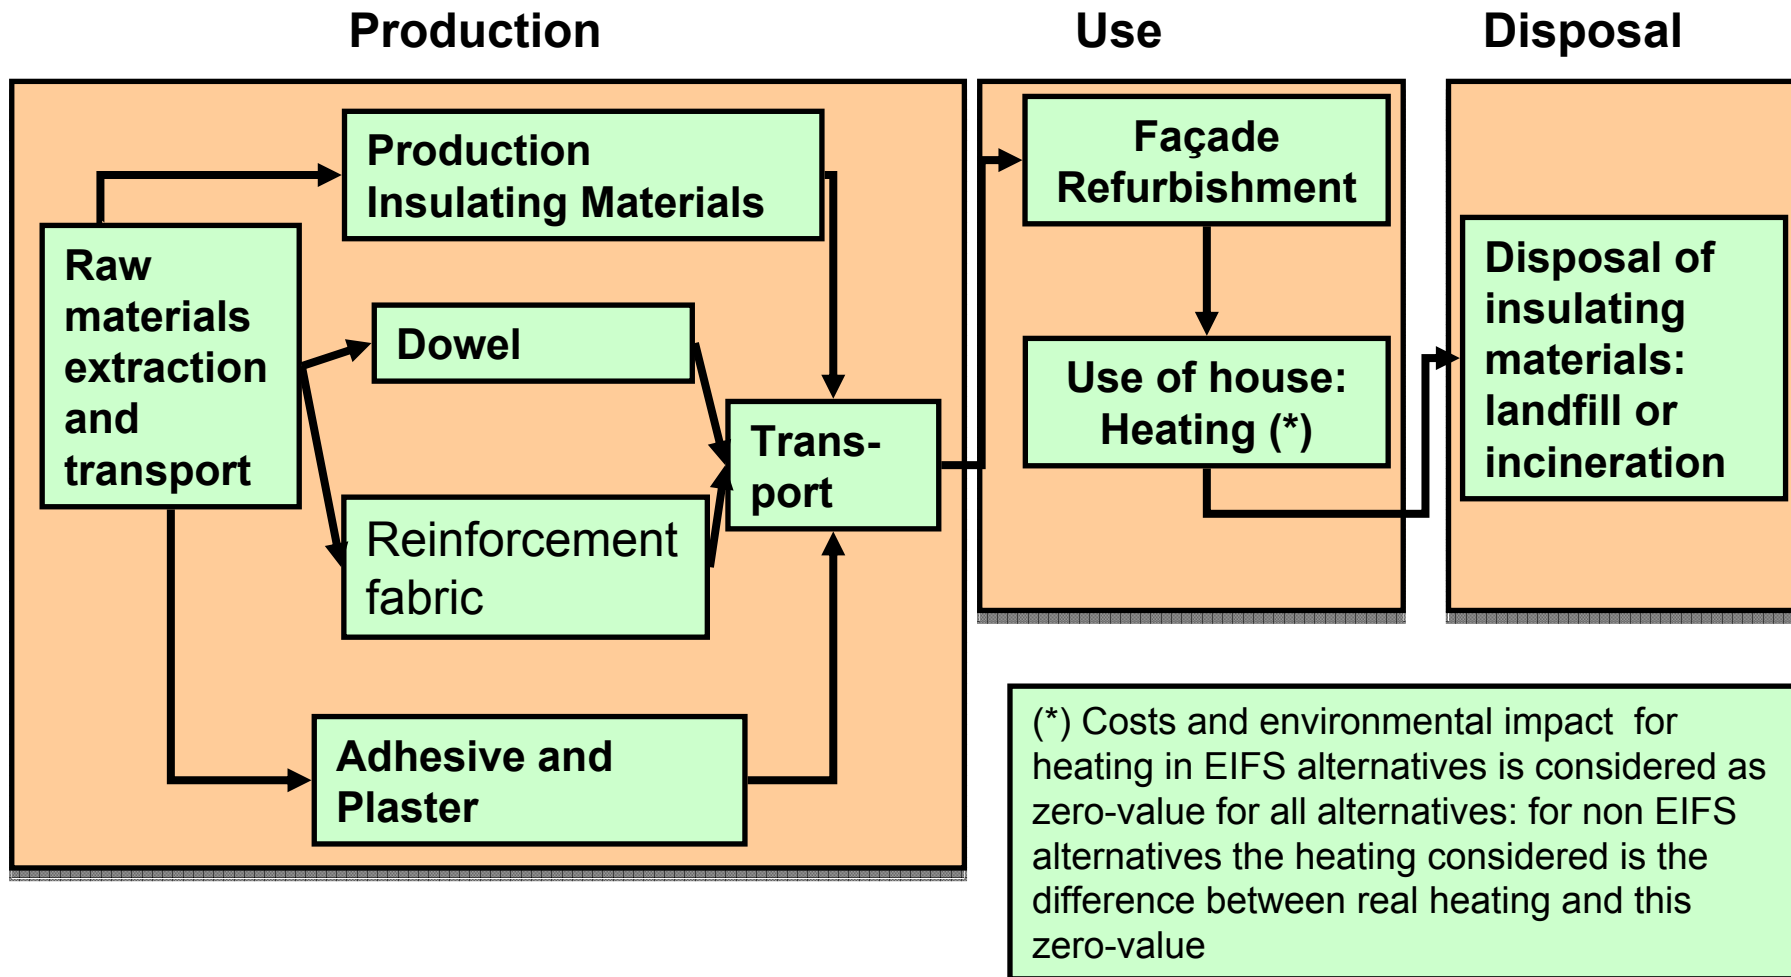 Production
Use
Disposal
Production
Insulating Materials
Raw
materials
extraction
and
transport
Dowel
Reinforcement
fabric
Adhesive and
Plaster
Trans-
port
Façade
Refurbishment
Use of house:
Heating (*)
Disposal of
insulating
materials:
landfill or
incineration
(*) Costs and environmental impact  for
heating in EIFS alternatives is considered as
zero-value for all alternatives: for non EIFS
alternatives the heating considered is the
difference between real heating and this
zero-value